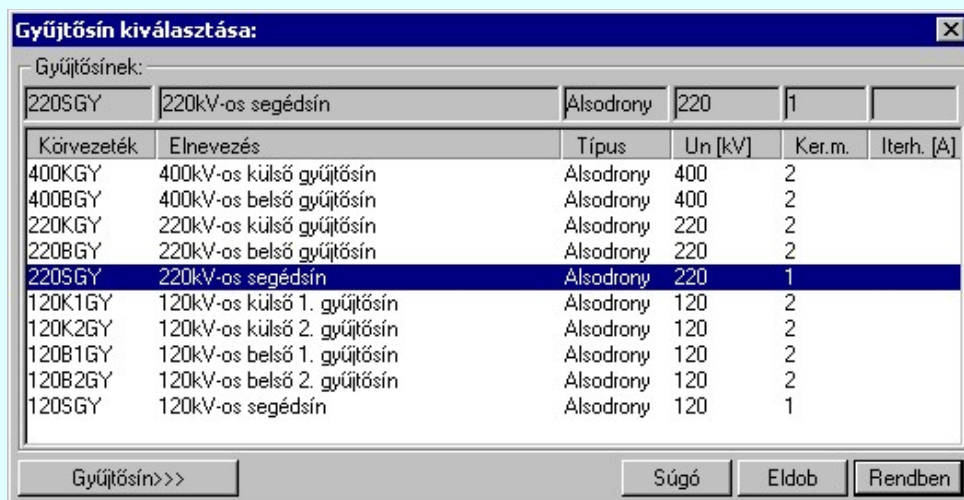 Gyűjtősín kiválasztása:
Gyűjtősínek:
220SGY 220kV-os segédsín Alsodrony 220 1
Körvezeték Elnevezés Típus Un [kV] Ker.m. Iterh. [A]
400KGY 400kV-os külső gyűjtősín Alsodrony 400 2
400BGY 400kV-os belső gyűjtősín Alsodrony 400 2
220KGY 220kV-os külső gyűjtősín Alsodrony 220 2
220BGY 220kV-os belső gyűjtősín Alsodrony 220 2
220SGY 220kV-os segédsín Alsodrony 220 1
120K1GY 120kV-os külső 1. gyűjtősín Alsodrony 120 2
120K2GY 120kV-os külső 2. gyűjtősín Alsodrony 120 2
120B1GY 120kV-os belső 1. gyűjtősín Alsodrony 120 2
120B2GY 120kV-os belső 2. gyűjtősín Alsodrony 120 2
120SGY 120kV-os segédsín Alsodrony 120 1
Gyűjtősín>>> Súgó Eldob Rendben